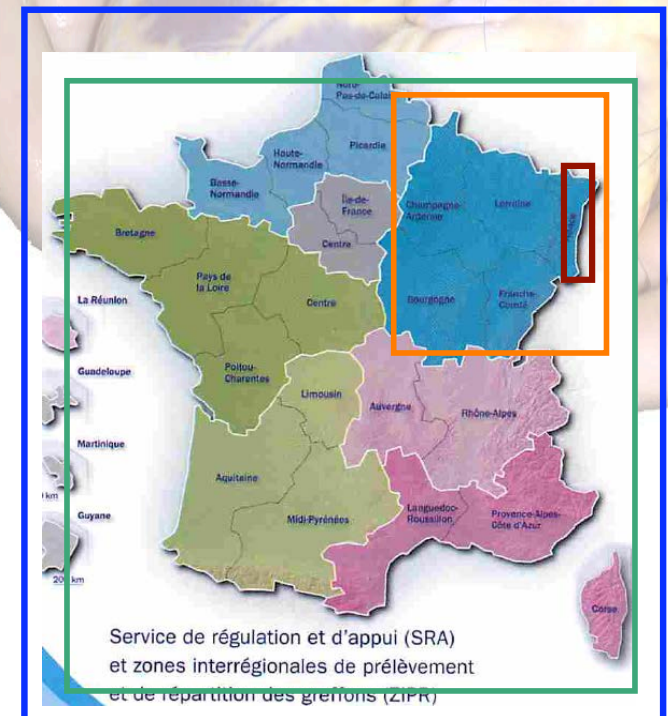 Nord-
Pas-de-Calais
Picardie
Haute-
Normandie
Basse-
Normandie
Île-de-
France
Centre
Champagne-
Ardenne
Lorraine
Alsace
Bretagne
Pays de
la Loire
Centre
Bourgogne
Franche-
Comté
La Réunion
Poitou-
Charentes
Guadeloupe
Limousin
Auvergne
Rhône-Alpes
Martinique
km
Aquitaine
Midi-Pyrénées
Languedoc-
Roussillon
Provence-Alpes-
Côte d'Azur
Guyane
km
Corse
Service de régulation et d'appui (SRA)
et zones interrégionales de prélèvement
et de répartition des greffons (ZIPR)